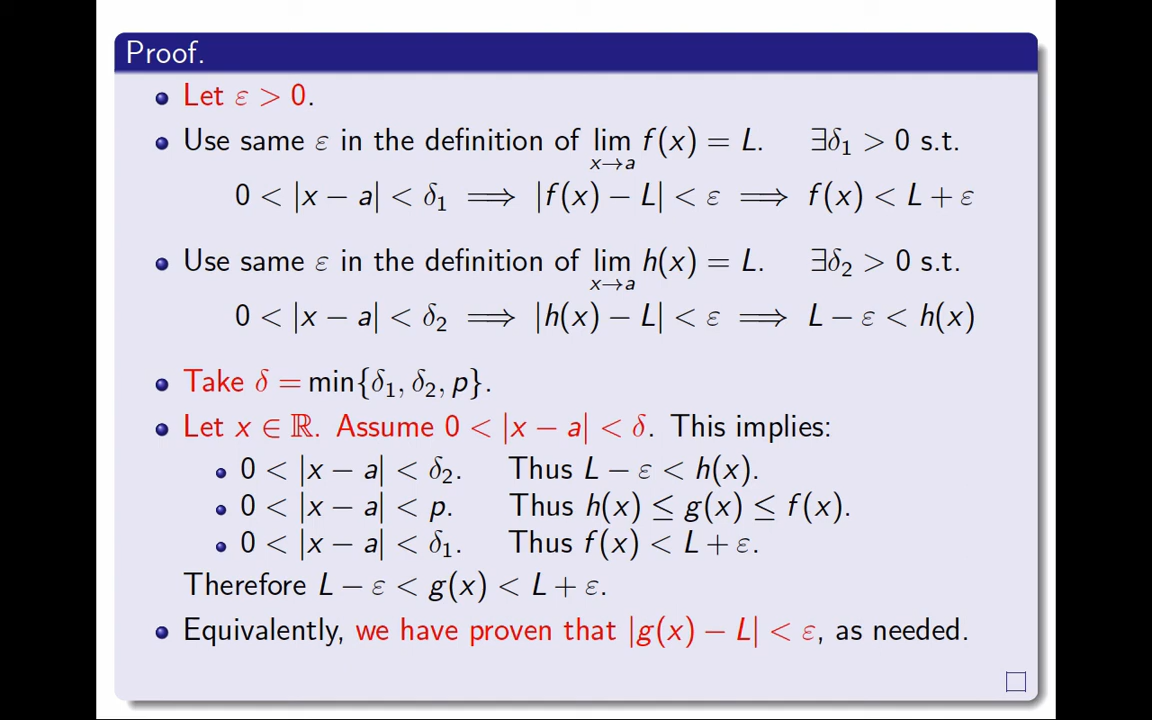 Proof.
Let ε > 0.
Use same ε in the definition of lim f(x) = L. ∃δ₁ > 0 s.t.
x→a
0 < |x − a| < δ₁ ⟹ |f(x) − L| < ε ⟹ f(x) < L + ε
Use same ε in the definition of lim h(x) = L. ∃δ₂ > 0 s.t.
x→a
0 < |x − a| < δ₂ ⟹ |h(x) − L| < ε ⟹ L − ε < h(x)
Take δ = min{δ₁, δ₂, p}.
Let x ∈ ℝ. Assume 0 < |x − a| < δ. This implies:
0 < |x − a| < δ₂. Thus L − ε < h(x).
0 < |x − a| < p. Thus h(x) ≤ g(x) ≤ f(x).
0 < |x − a| < δ₁. Thus f(x) < L + ε.
Therefore L − ε < g(x) < L + ε.
Equivalently, we have proven that |g(x) − L| < ε, as needed.